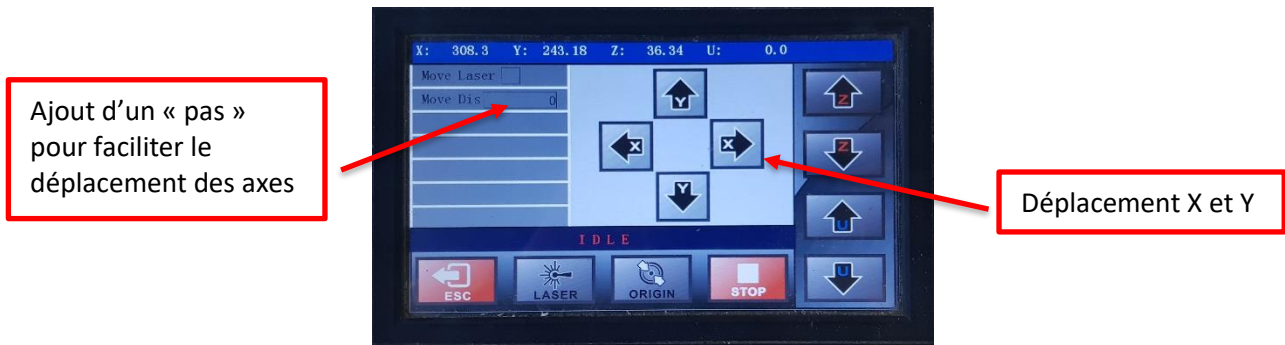 X: 308.3 Y: 243.18 Z: 36.34 U: 0.0
Move Laser
Move Dis 0
Y
X X
Y
Z
Z
U
U
IDLE
ESC LASER ORIGIN STOP
Ajout d’un « pas »
pour faciliter le
déplacement des axes
Déplacement X et Y